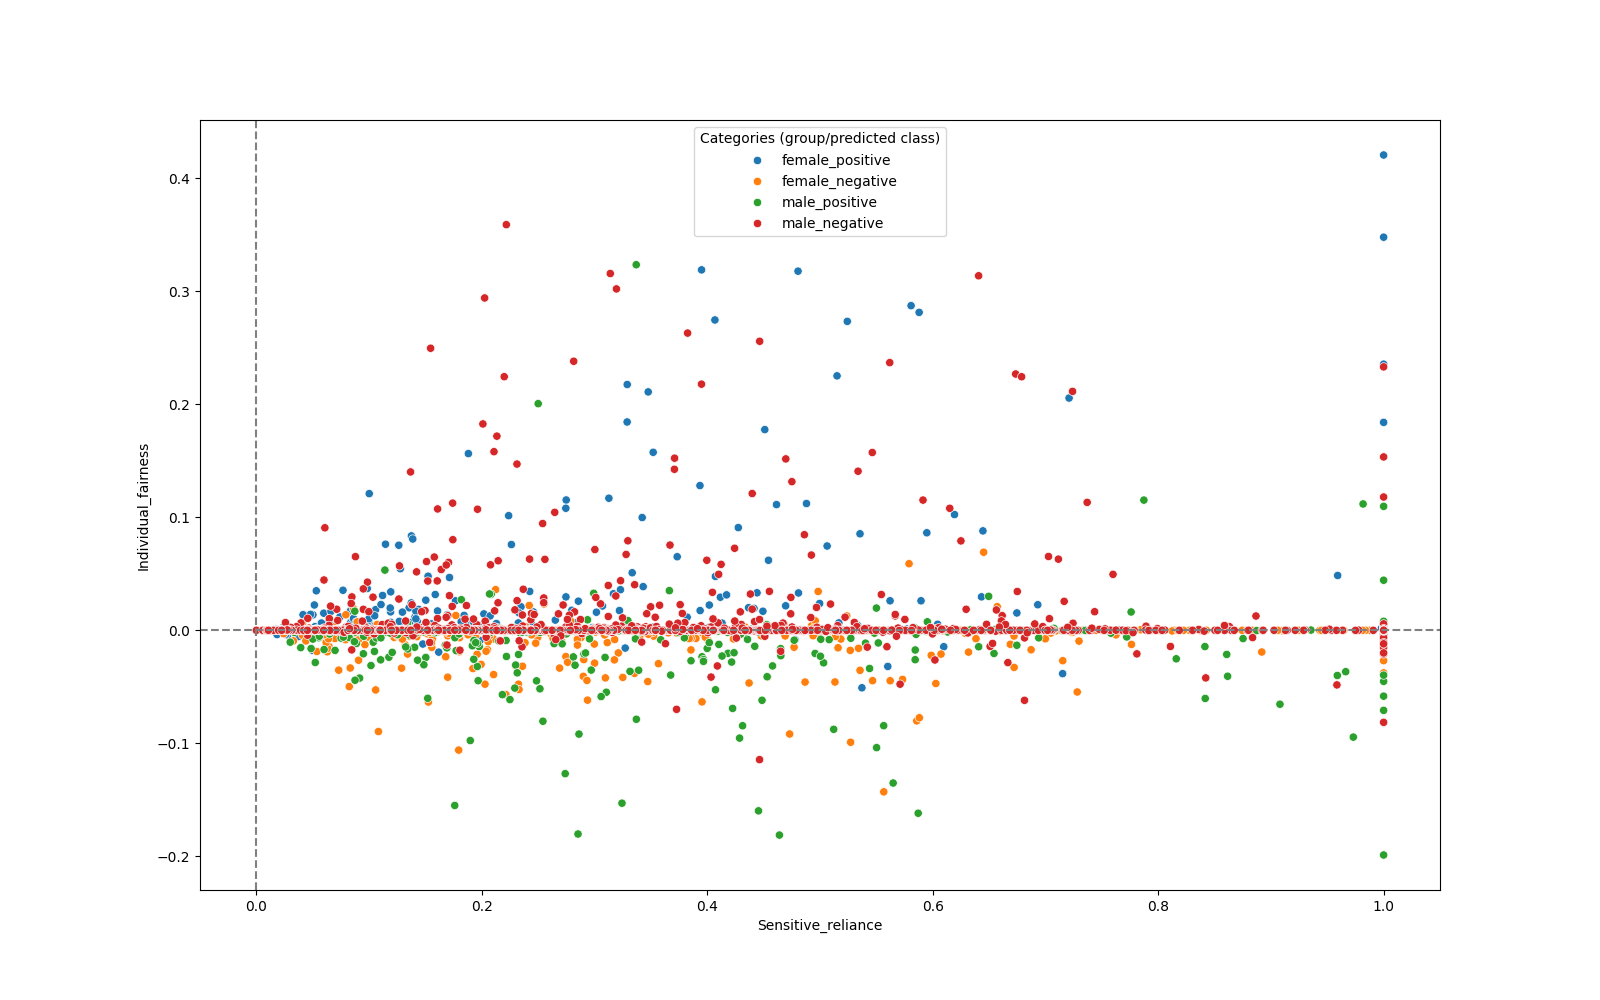 Categories (group/predicted class)
female_positive
female_negative
male_positive
male_negative
0.4
0.3
0.2
0.1
0.0
−0.1
−0.2
Individual_fairness
0.0 0.2 0.4 0.6 0.8 1.0
Sensitive_reliance